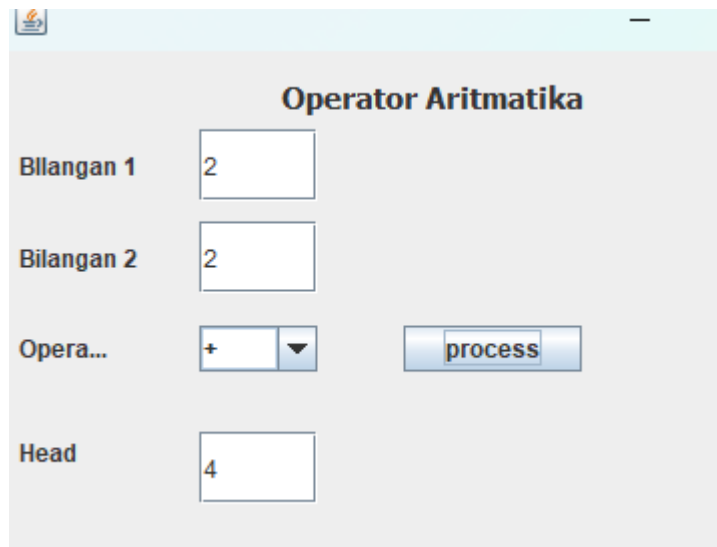 Operator Aritmatika
BIlangan 1
2
Bilangan 2
2
Opera...
+
process
Head
4